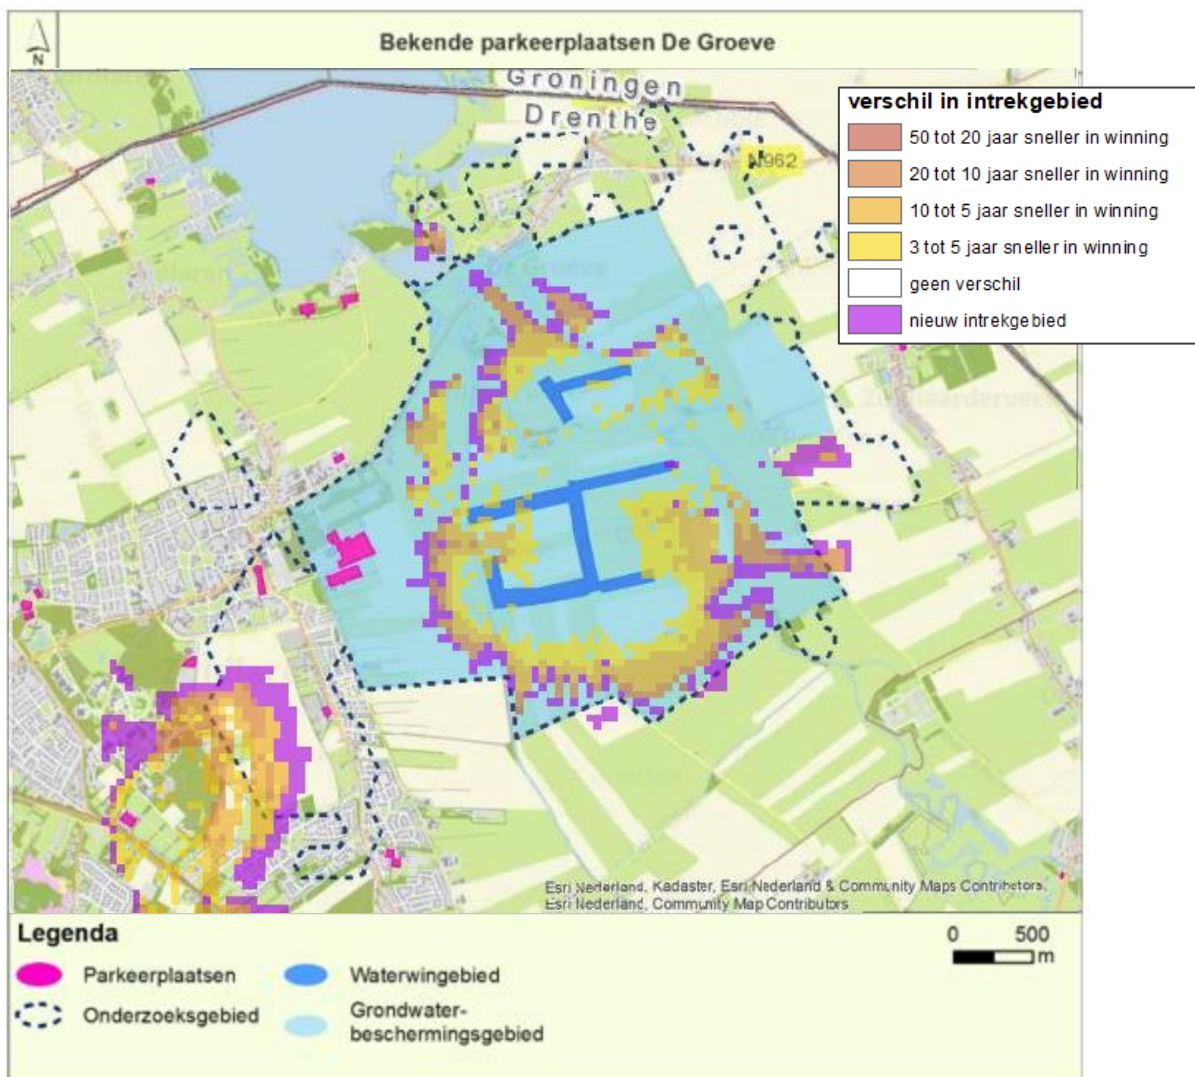 N
Bekende parkeerplaatsen De Groeve
Groningen
Drenthe
N962
De Groeve
verschil in intrekgebied
50 tot 20 jaar sneller in winning
20 tot 10 jaar sneller in winning
10 tot 5 jaar sneller in winning
3 tot 5 jaar sneller in winning
geen verschil
nieuw intrekgebied
Esri Nederland, Kadaster, Esri Nederland & Community Maps Contributors,
Esri Nederland, Community Map Contributors
Legenda
Parkeerplaatsen
Onderzoeksgebied
Waterwingebied
Grondwater-
beschermingsgebied
0 500
m